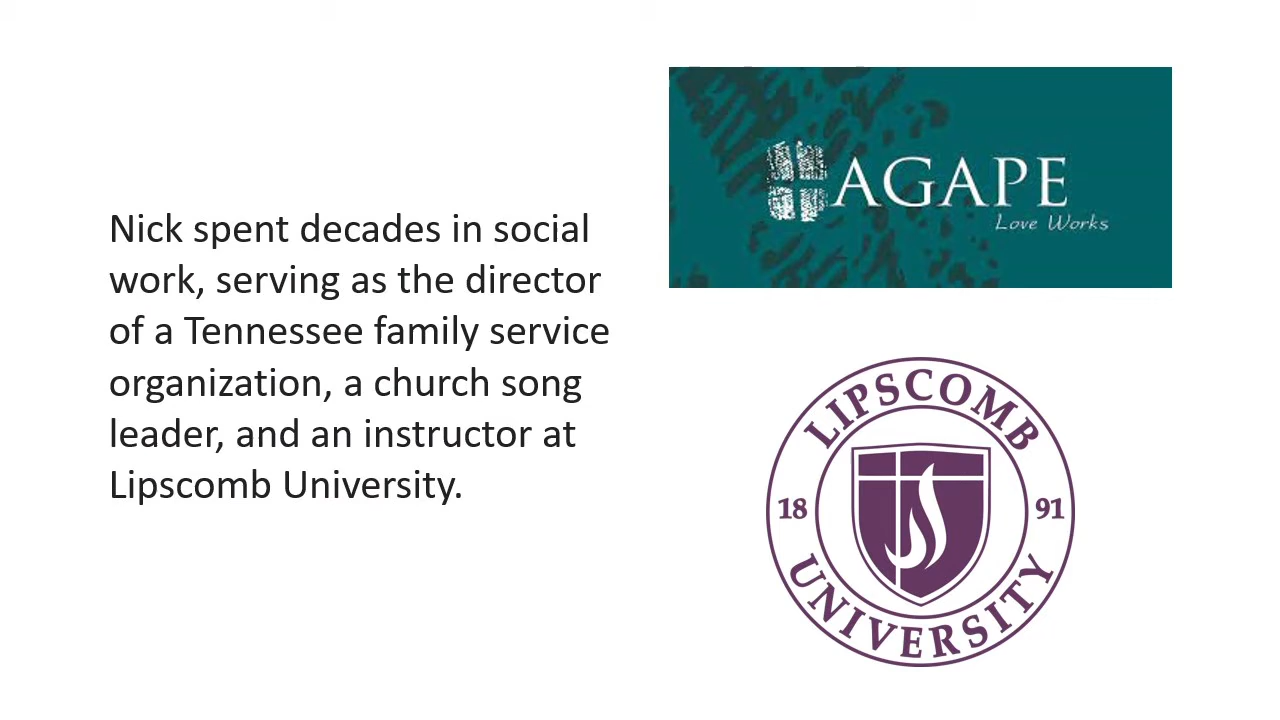 Nick spent decades in social
work, serving as the director
of a Tennessee family service
organization, a church song
leader, and an instructor at
Lipscomb University.
AGAPE
Love Works
LIPSCOMB
18 91
UNIVERSITY